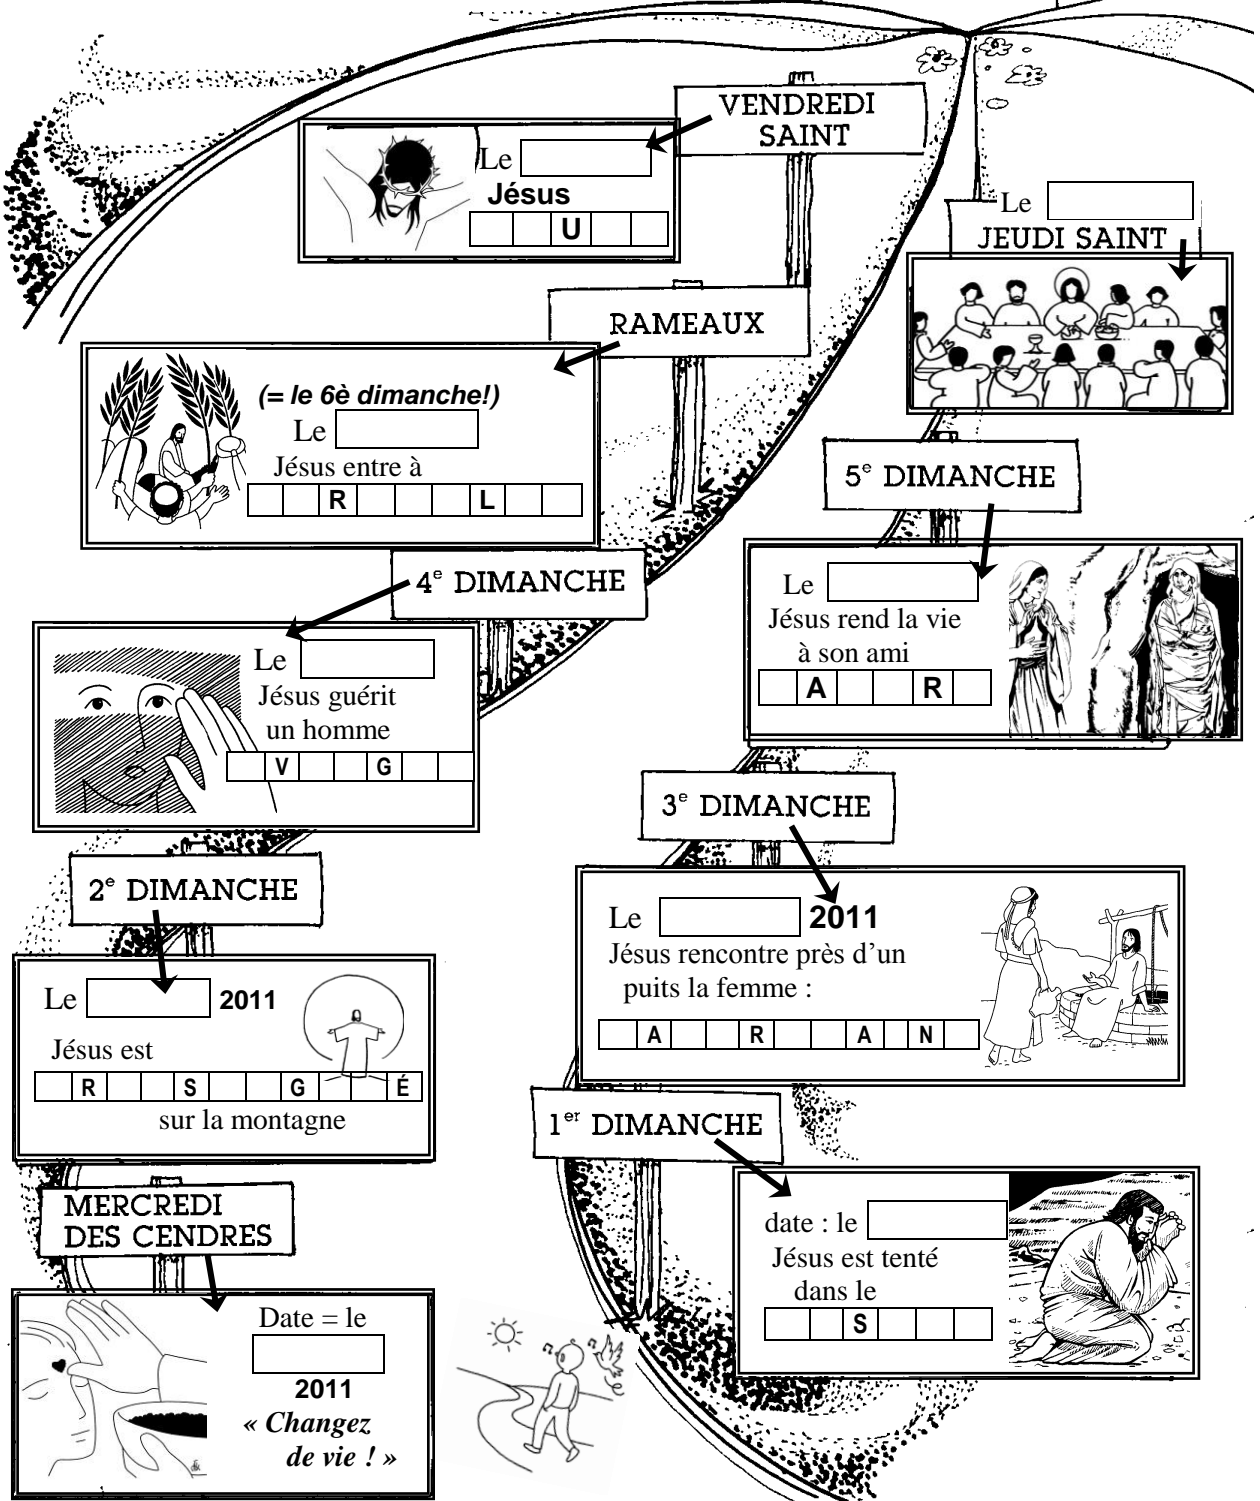 VENDREDI
SAINT
Le
Jésus
U
Le
JEUDI SAINT
RAMEAUX
(= le 6è dimanche!)
Le
Jésus entre à
R L
5e DIMANCHE
Le
Jésus rend la vie
à son ami
A R
4e DIMANCHE
Le
Jésus guérit
un homme
V G
3e DIMANCHE
Le 2011
Jésus rencontre près d'un
puits la femme :
A R A N
2e DIMANCHE
Le 2011
Jésus est
R S G É
sur la montagne
1er DIMANCHE
date : le
Jésus est tenté
dans le
S
MERCREDI
DES CENDRES
Date = le
2011
« Changez
de vie ! »